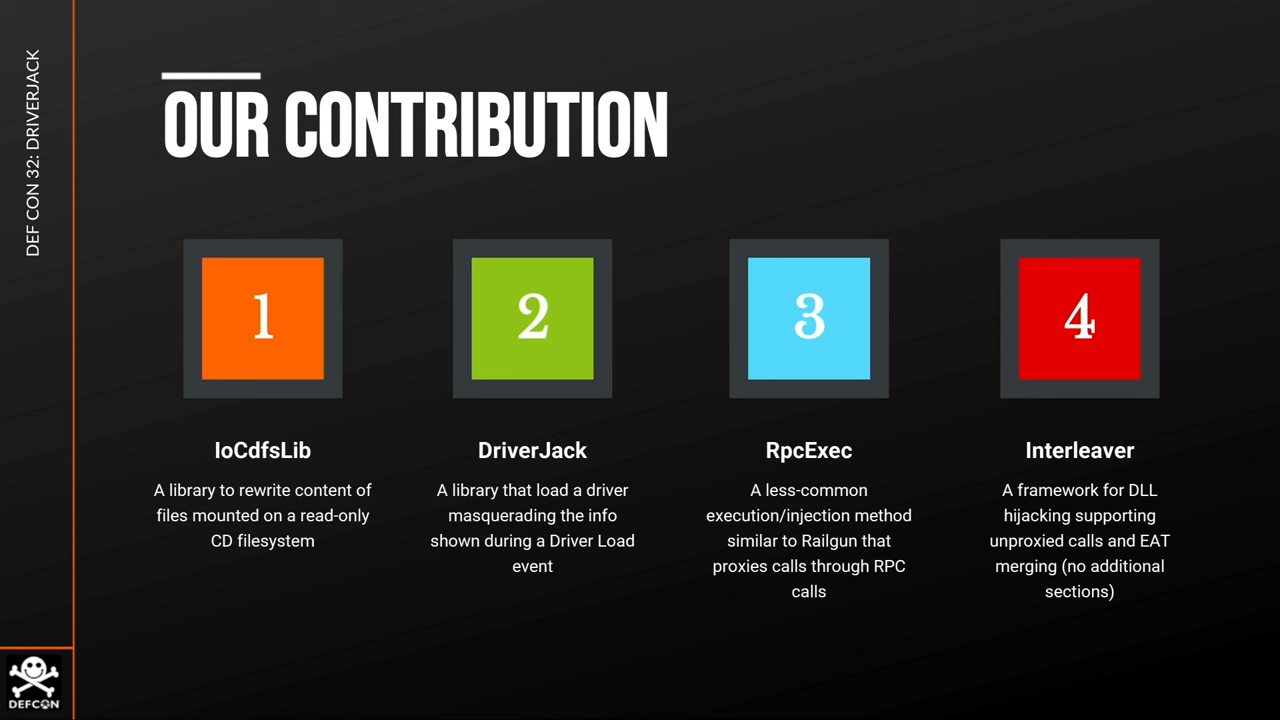 DEF CON 32: DRIVERJACK
OUR CONTRIBUTION
1
2
3
4
IoCdfsLib
A library to rewrite content of
files mounted on a read-only
CD filesystem
DriverJack
A library that load a driver
masquerading the info
shown during a Driver Load
event
RpcExec
A less-common
execution/injection method
similar to Railgun that
proxies calls through RPC
calls
Interleaver
A framework for DLL
hijacking supporting
unproxied calls and EAT
merging (no additional
sections)
DEFCON